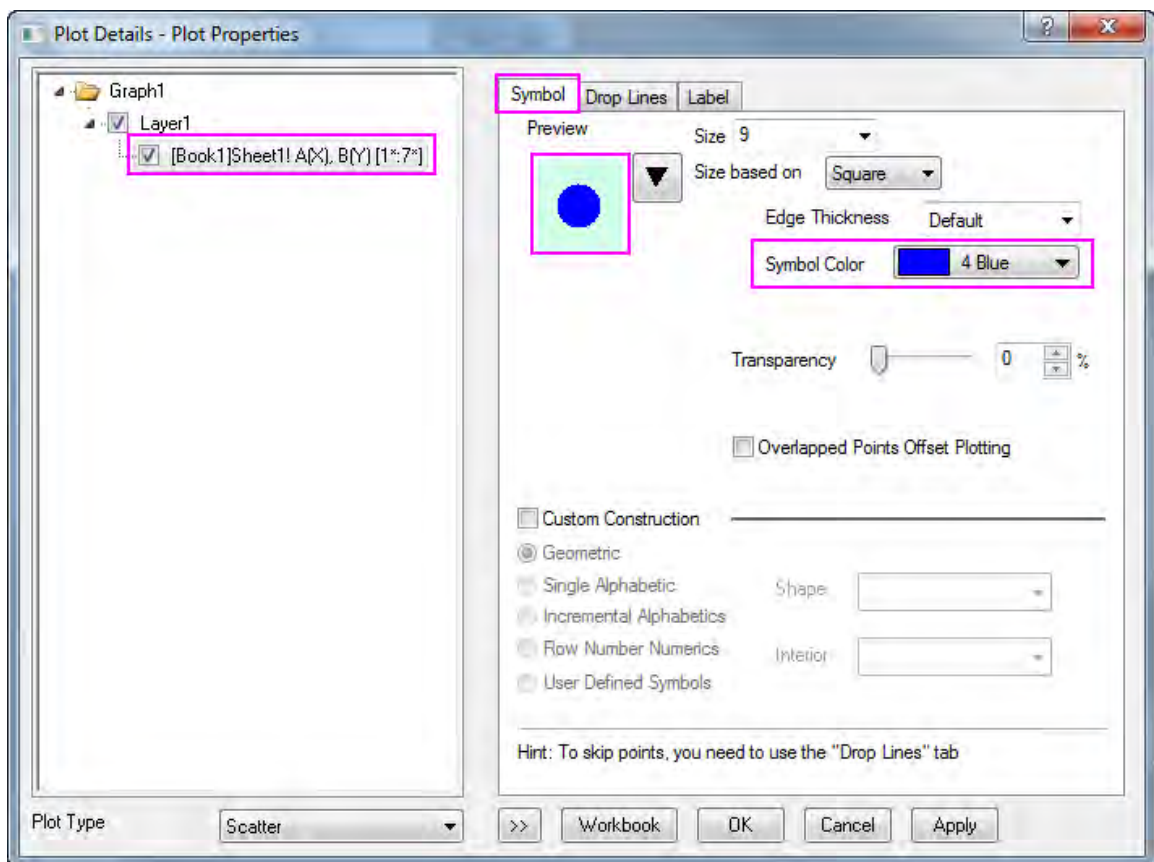 Plot Details - Plot Properties
?
X
Graph1
Layer1
[Book1]Sheet1! A(X), B(Y) [1*:7*]
Symbol Drop Lines Label
Preview
Size 9
Size based on Square
Edge Thickness Default
Symbol Color 4 Blue
Transparency 0 %
Overlapped Points Offset Plotting
Custom Construction
Geometric
Single Alphabetic Shape
Incremental Alphabetics
Row Number Numerics Interior
User Defined Symbols
Hint: To skip points, you need to use the "Drop Lines" tab
Plot Type Scatter >> Workbook OK Cancel Apply